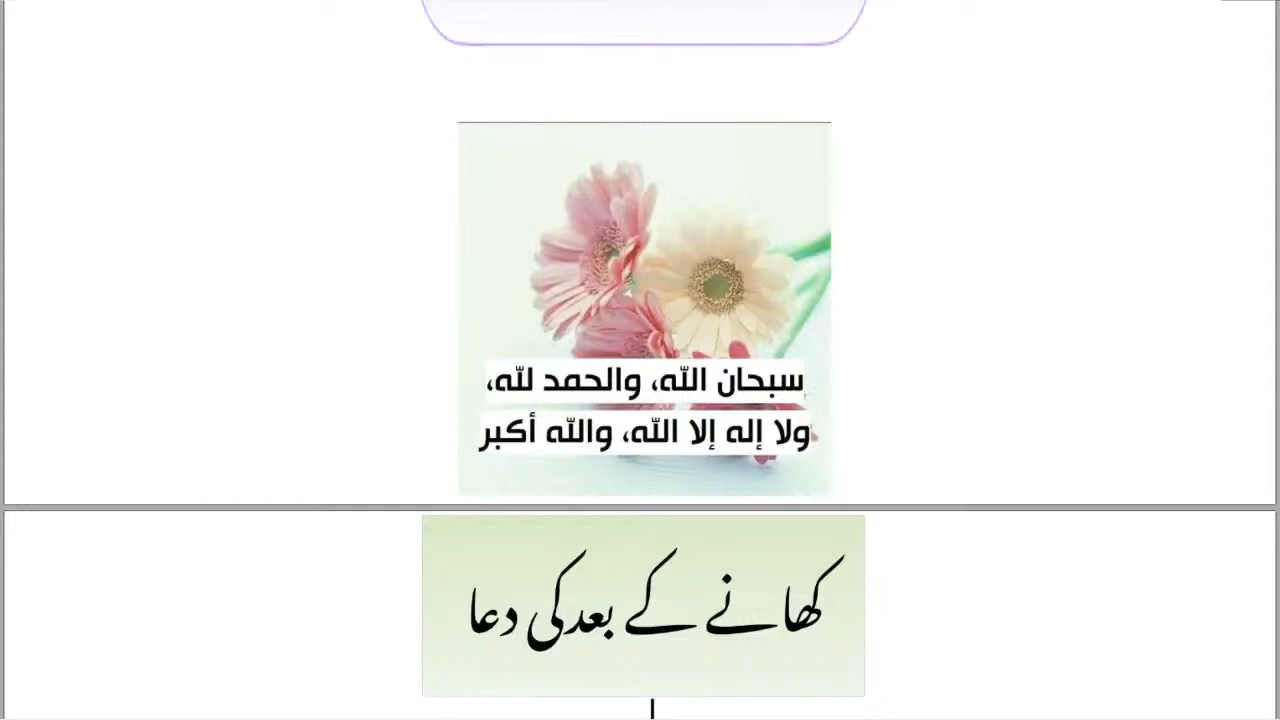 سبحان الله، والحمد لله،
ولا إله إلا الله، والله أكبر
کھانے کے بعد کی دعا